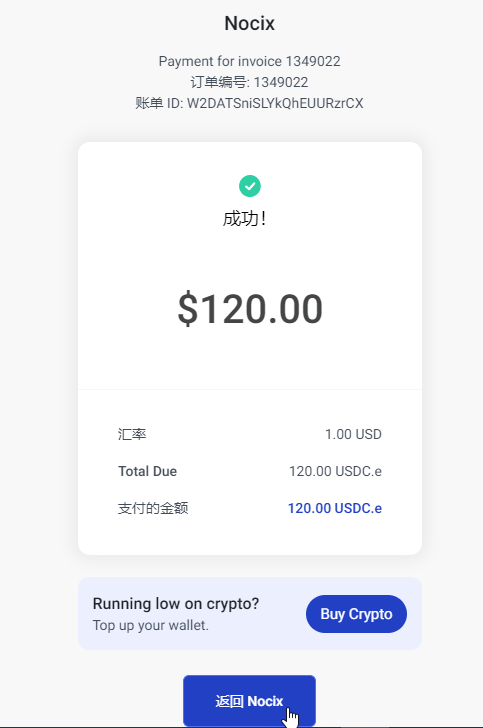 Nocix
Payment for invoice 1349022
订单编号: 1349022
账单 ID: W2DATSniSLYkQhEUURzrCX
成功！
$120.00
汇率 1.00 USD
Total Due 120.00 USDC.e
支付的金额 120.00 USDC.e
Running low on crypto?
Top up your wallet.
Buy Crypto
返回 Nocix